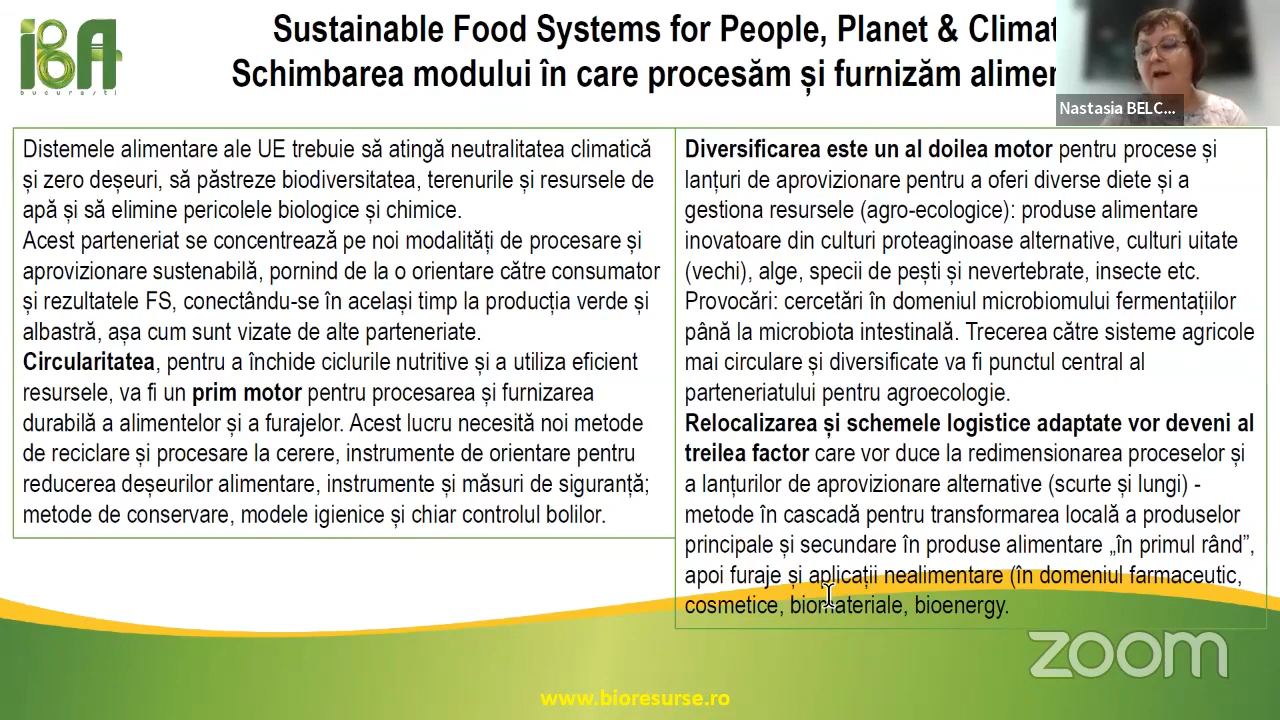 IBA
bucurești
Sustainable Food Systems for People, Planet & Climat
Schimbarea modului în care procesăm și furnizăm alimen
Nastasia BELC...
Distemele alimentare ale UE trebuie să atingă neutralitatea climatică
și zero deșeuri, să păstreze biodiversitatea, terenurile și resursele de
apă și să elimine pericolele biologice și chimice.
Acest parteneriat se concentrează pe noi modalități de procesare și
aprovizionare sustenabilă, pornind de la o orientare către consumator
și rezultatele FS, conectându-se în același timp la producția verde și
albastră, așa cum sunt vizate de alte parteneriate.
Circularitatea, pentru a închide ciclurile nutritive și a utiliza eficient
resursele, va fi un prim motor pentru procesarea și furnizarea
durabilă a alimentelor și a furajelor. Acest lucru necesită noi metode
de reciclare și procesare la cerere, instrumente de orientare pentru
reducerea deșeurilor alimentare, instrumente și măsuri de siguranță;
metode de conservare, modele igienice și chiar controlul bolilor.
Diversificarea este un al doilea motor pentru procese și
lanțuri de aprovizionare pentru a oferi diverse diete și a
gestiona resursele (agro-ecologice): produse alimentare
inovatoare din culturi proteaginoase alternative, culturi uitate
(vechi), alge, specii de pești și nevertebrate, insecte etc.
Provocări: cercetări în domeniul microbiomului fermentațiilor
până la microbiota intestinală. Trecerea către sisteme agricole
mai circulare și diversificate va fi punctul central al
parteneriatului pentru agroecologie.
Relocalizarea și schemele logistice adaptate vor deveni al
treilea factor care vor duce la redimensionarea proceselor și
a lanțurilor de aprovizionare alternative (scurte și lungi) -
metode în cascadă pentru transformarea locală a produselor
principale și secundare în produse alimentare „în primul rând”,
apoi furaje și aplicații nealimentare (în domeniul farmaceutic,
cosmetice, biomateriale, bioenergy.
zoom
www.bioresurse.ro